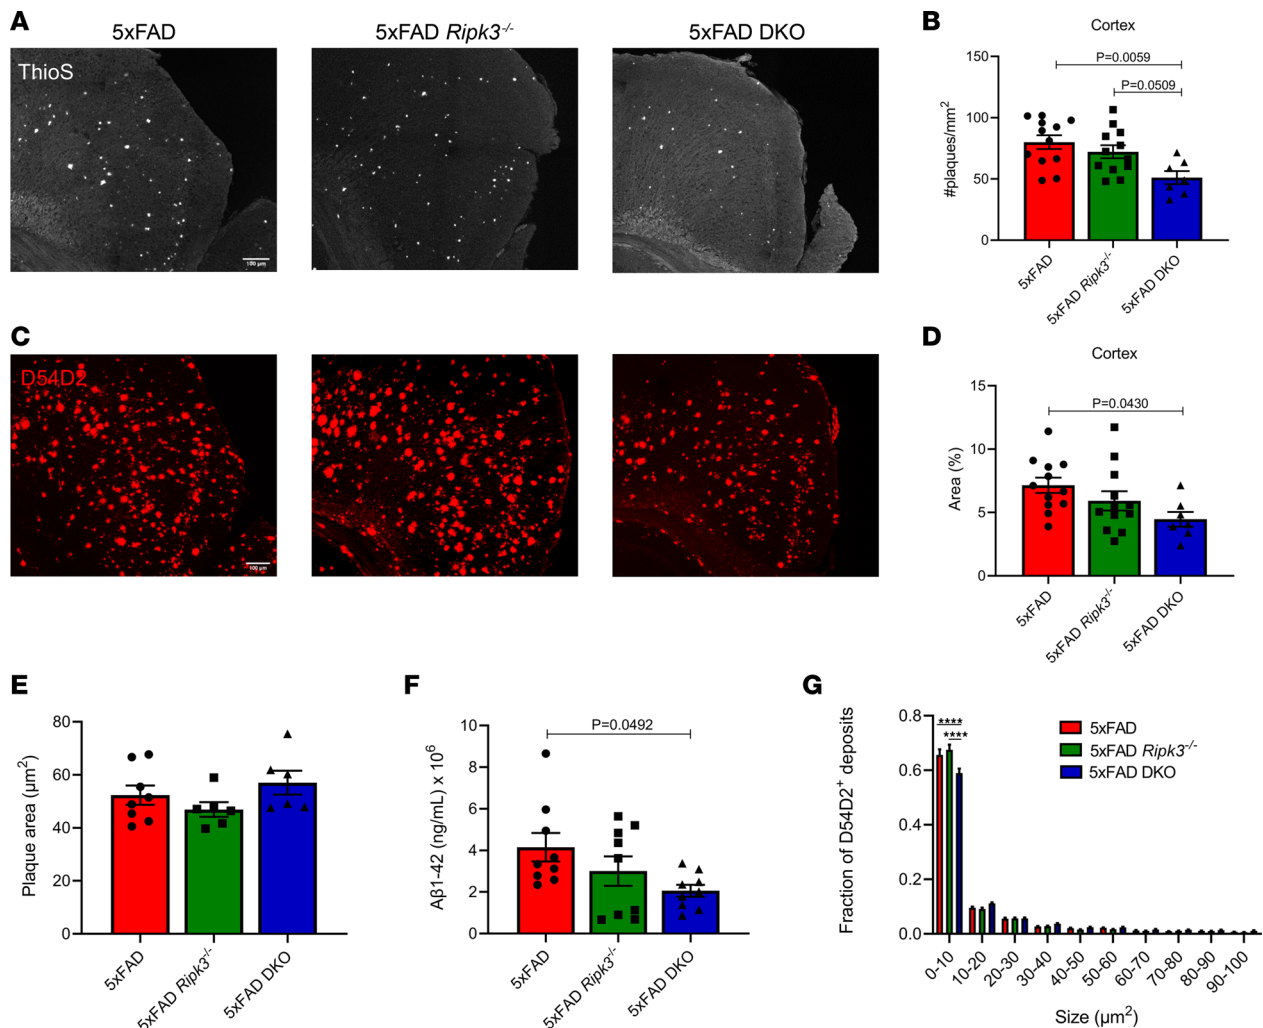 A
5xFAD
5xFAD Ripk3-/-
5xFAD DKO
ThioS
100 µm
B
Cortex
P=0.0059
P=0.0509
#plaques/mm2
150
100
50
0
5xFAD
5xFAD Ripk3-/-
5xFAD DKO
C
D54D2
100 µm
D
Cortex
P=0.0430
Area (%)
15
10
5
0
5xFAD
5xFAD Ripk3-/-
5xFAD DKO
E
Plaque area (µm2)
80
60
40
20
0
5xFAD
5xFAD Ripk3-/-
5xFAD DKO
F
P=0.0492
Aβ1-42 (ng/mL) x 106
10
8
6
4
2
0
5xFAD
5xFAD Ripk3-/-
5xFAD DKO
G
Fraction of D54D2+ deposits
0.8
0.6
0.4
0.2
0.0
****
****
5xFAD
5xFAD Ripk3-/-
5xFAD DKO
0-10
10-20
20-30
30-40
40-50
50-60
60-70
70-80
80-90
90-100
Size (µm2)